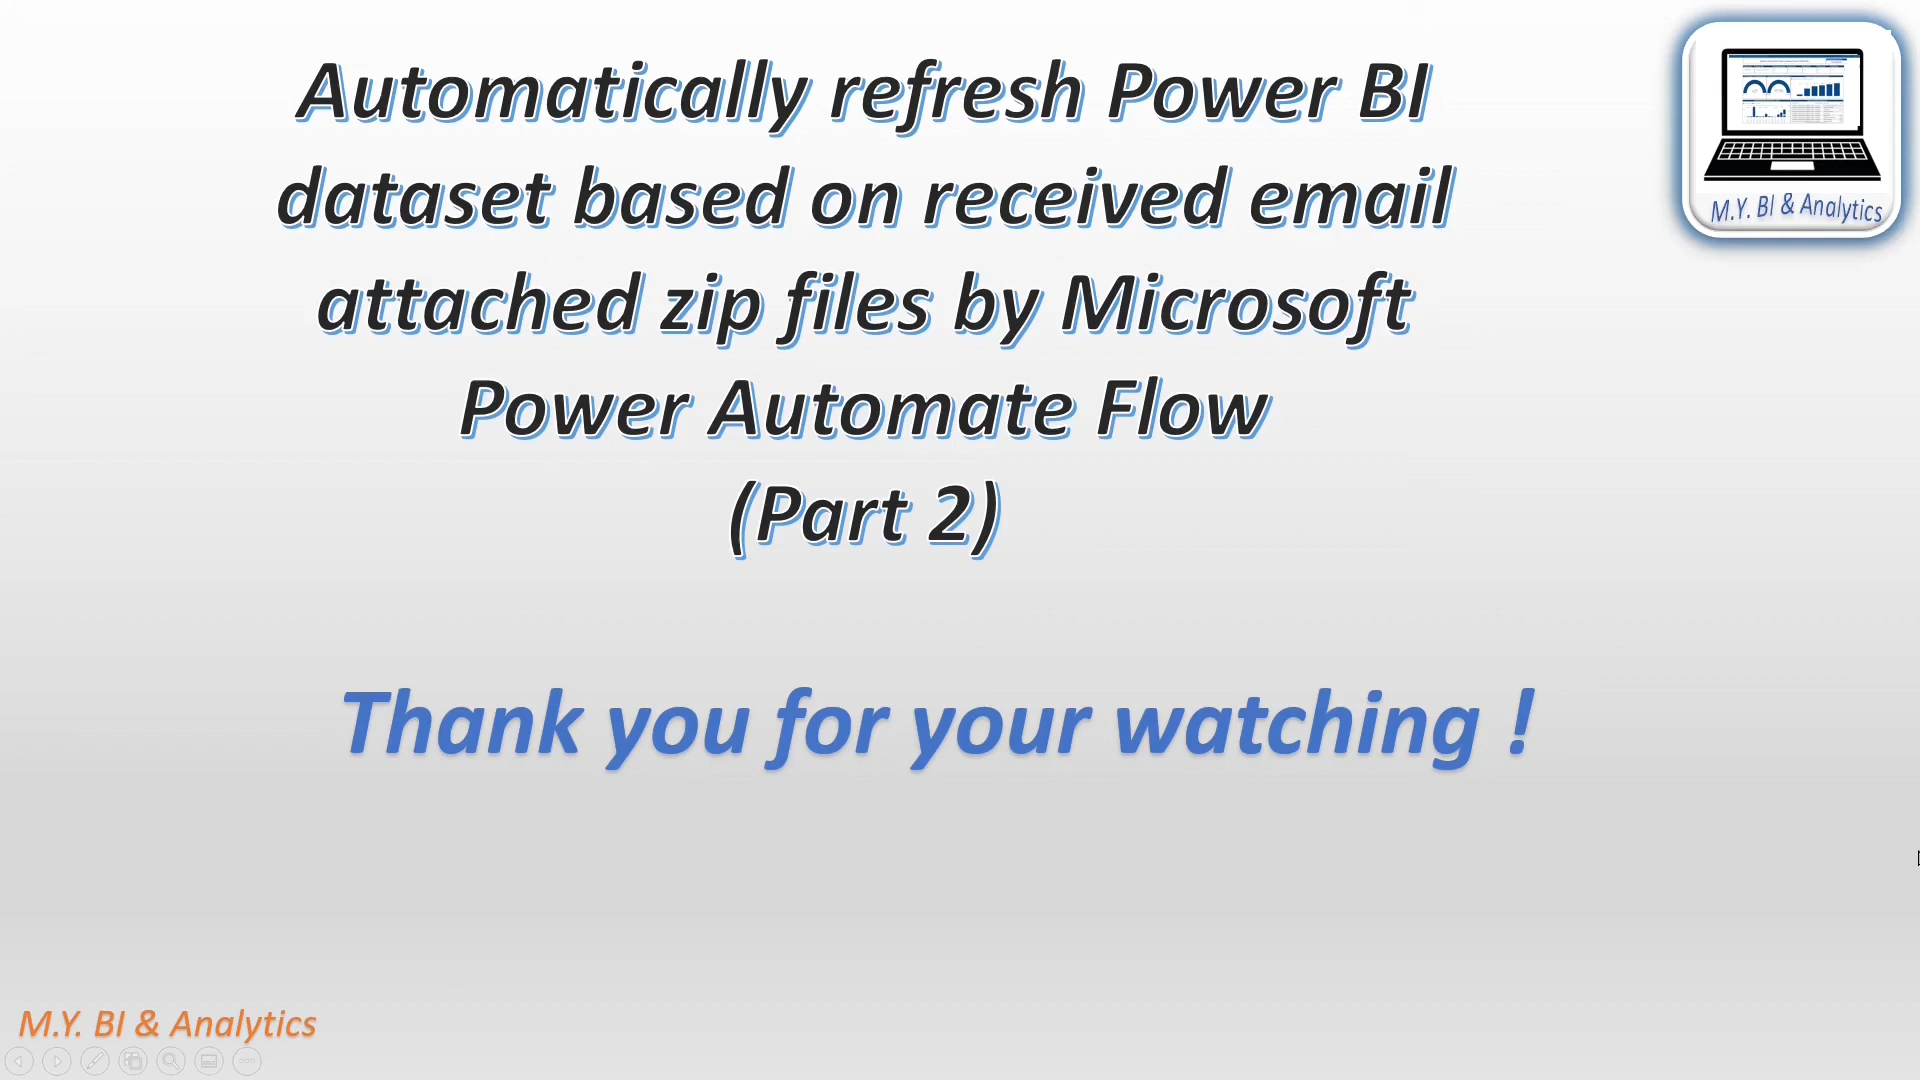 Automatically refresh Power BI
dataset based on received email
attached zip files by Microsoft
Power Automate Flow
(Part 2)
M.Y. BI & Analytics
Thank you for your watching !
M.Y. BI & Analytics